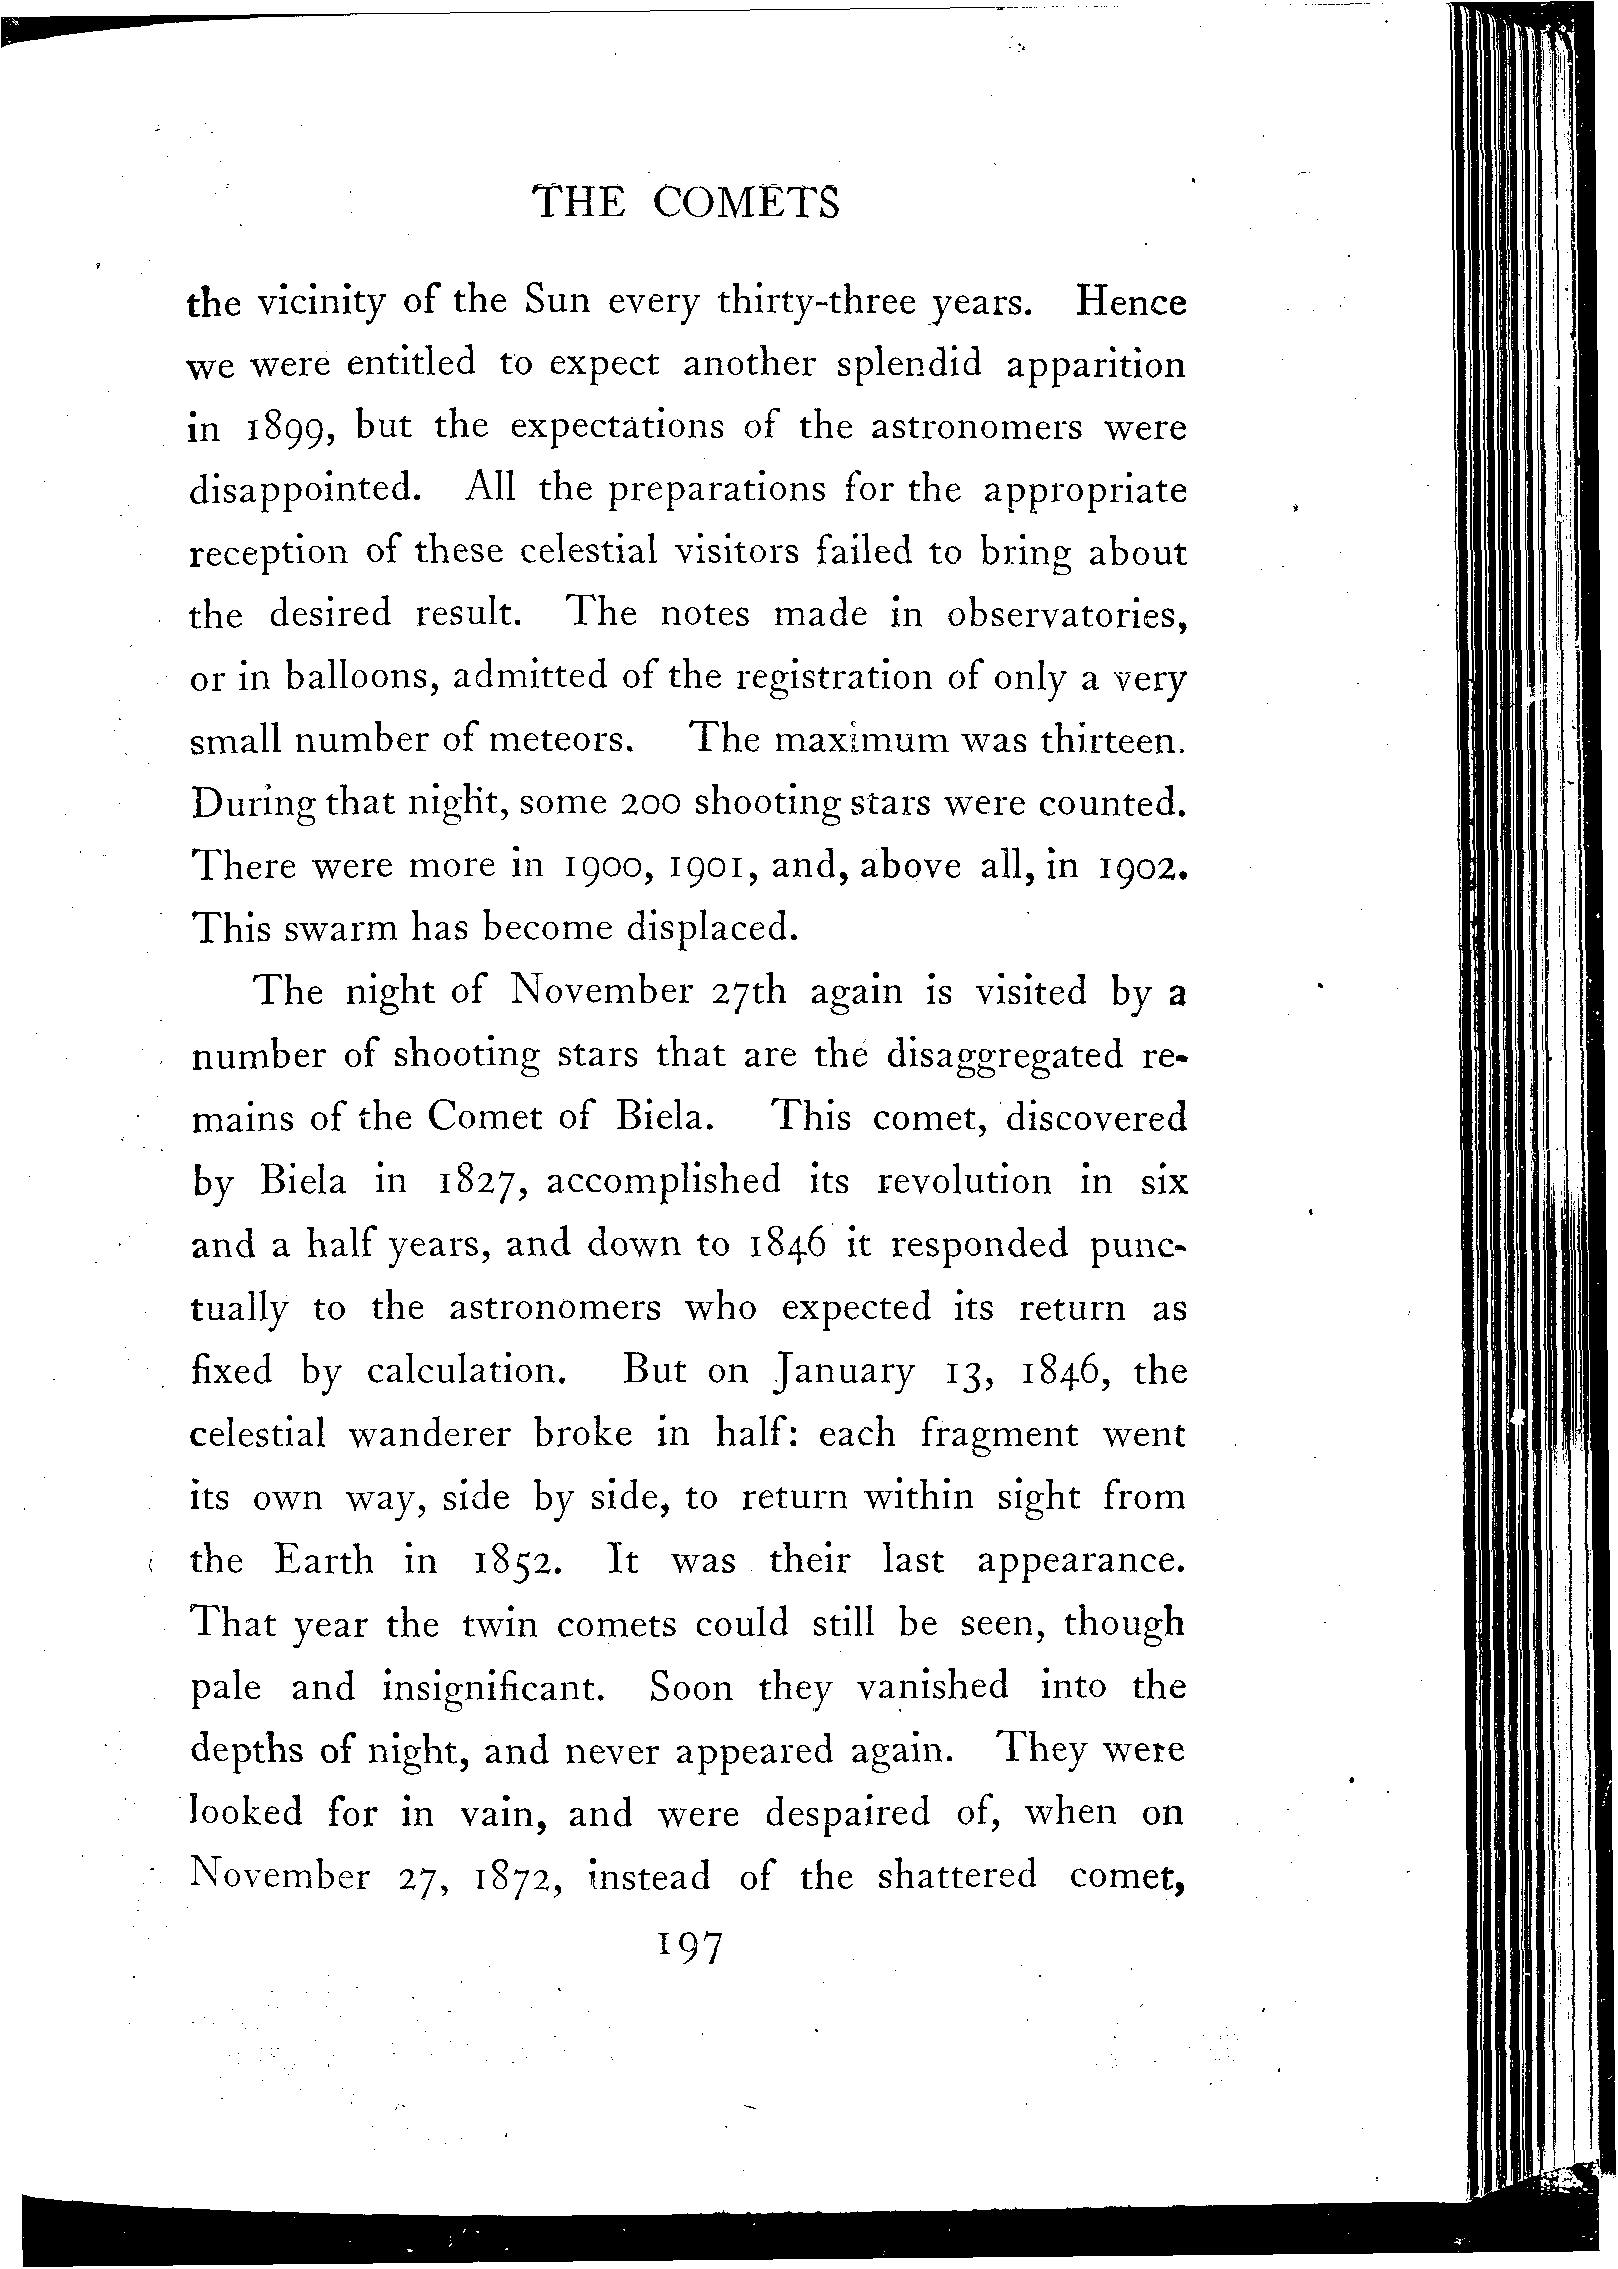 THE COMETS
the vicinity of the Sun every thirty-three years. Hence
we were entitled to expect another splendid apparition
in 1899, but the expectations of the astronomers were
disappointed. All the preparations for the appropriate
reception of these celestial visitors failed to bring about
the desired result. The notes made in observatories,
or in balloons, admitted of the registration of only a very
small number of meteors. The maximum was thirteen.
During that night, some 200 shooting stars were counted.
There were more in 1900, 1901, and, above all, in 1902.
This swarm has become displaced.
The night of November 27th again is visited by a
number of shooting stars that are the disaggregated re-
mains of the Comet of Biela. This comet, discovered
by Biela in 1827, accomplished its revolution in six
and a half years, and down to 1846 it responded punc-
tually to the astronomers who expected its return as
fixed by calculation. But on January 13, 1846, the
celestial wanderer broke in half: each fragment went
its own way, side by side, to return within sight from
the Earth in 1852. It was their last appearance.
That year the twin comets could still be seen, though
pale and insignificant. Soon they vanished into the
depths of night, and never appeared again. They were
looked for in vain, and were despaired of, when on
November 27, 1872, instead of the shattered comet,
197